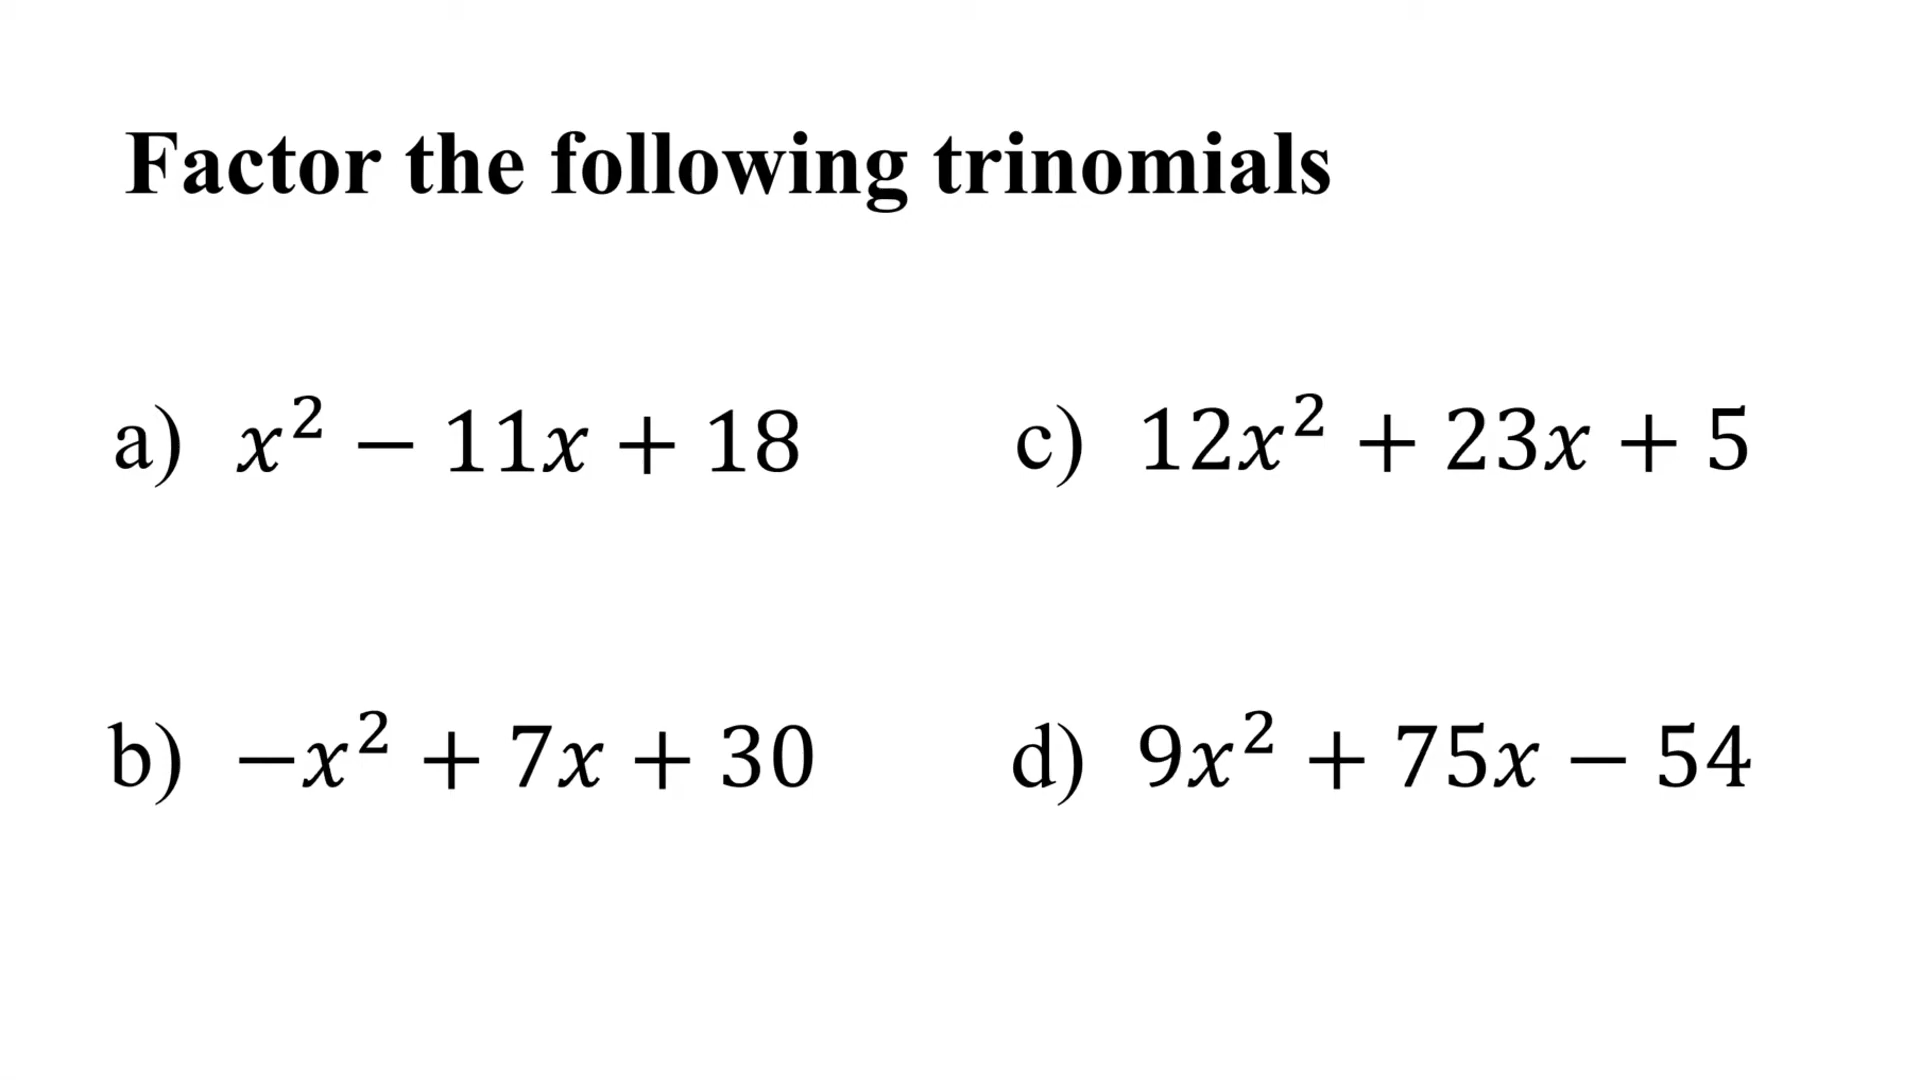 Factor the following trinomials
a) x² − 11x + 18
c) 12x² + 23x + 5
b) −x² + 7x + 30
d) 9x² + 75x − 54